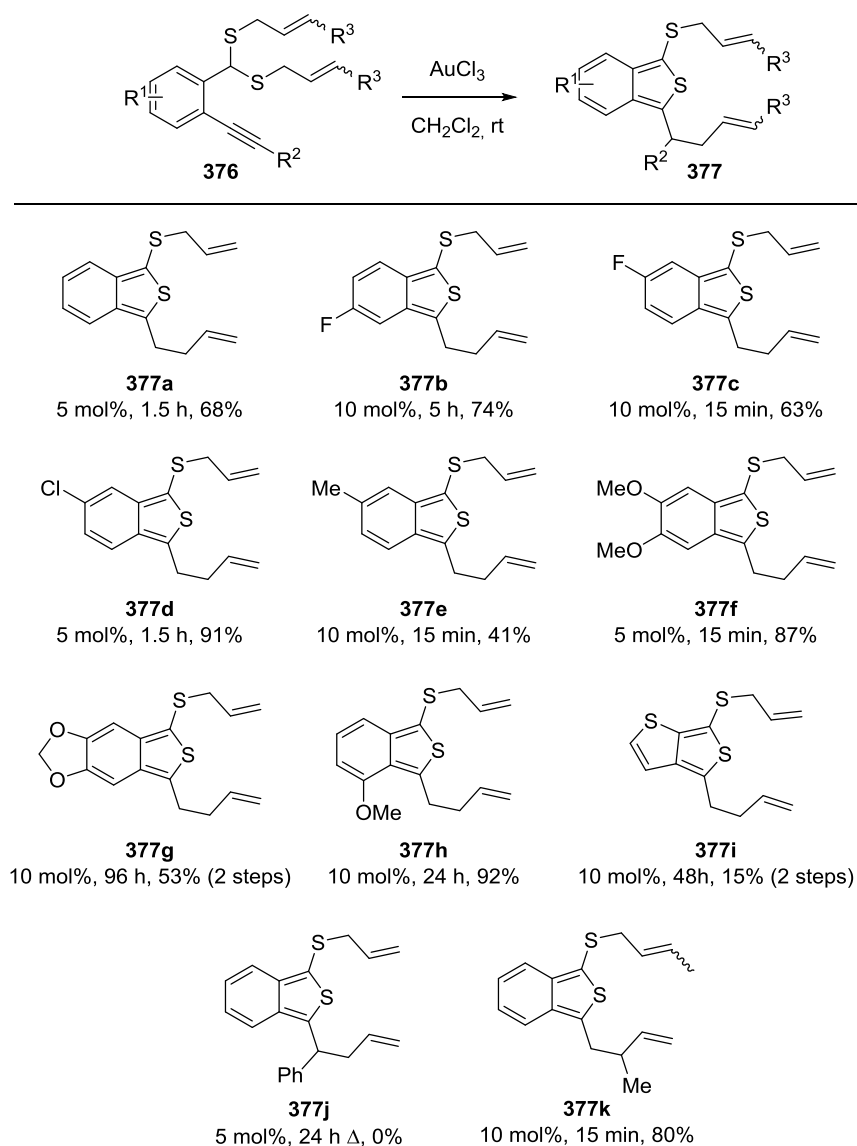 S
R³
S
R³
R¹
R²
376
AuCl₃
CH₂Cl₂, rt
S
R³
R¹
S
R³
R²
377
S
S
377a
5 mol%, 1.5 h, 68%
S
S
F
377b
10 mol%, 5 h, 74%
S
F
S
377c
10 mol%, 15 min, 63%
S
Cl
S
377d
5 mol%, 1.5 h, 91%
S
Me
S
377e
10 mol%, 15 min, 41%
S
MeO
S
MeO
377f
5 mol%, 15 min, 87%
S
O
S
O
377g
10 mol%, 96 h, 53% (2 steps)
S
S
OMe
377h
10 mol%, 24 h, 92%
S
S
S
377i
10 mol%, 48h, 15% (2 steps)
S
S
Ph
377j
5 mol%, 24 h Δ, 0%
S
S
Me
377k
10 mol%, 15 min, 80%